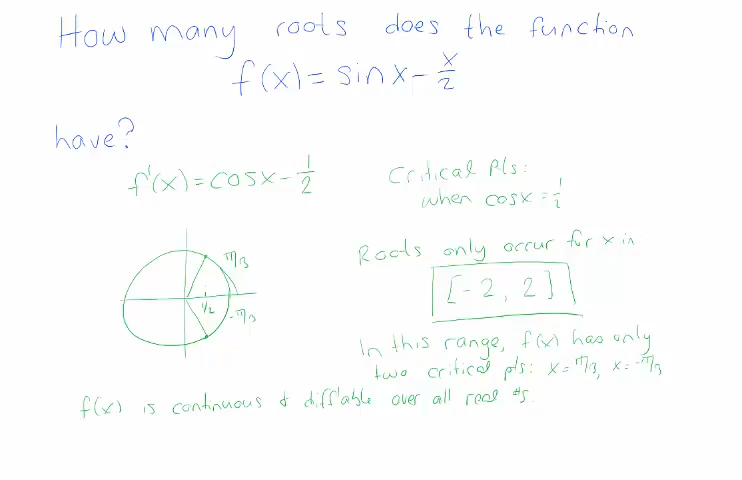 How many roots does the function
f(x) = sin x - x/2
have?
f'(x) = cos x - 1/2
Critical pts:
when cos x = 1/2
π/3
1/2
-π/3
Roots only occur for x in
[-2, 2]
In this range, f(x) has only
two critical pts: x = π/3, x = -π/3
f(x) is continuous & diff'able over all real #s.